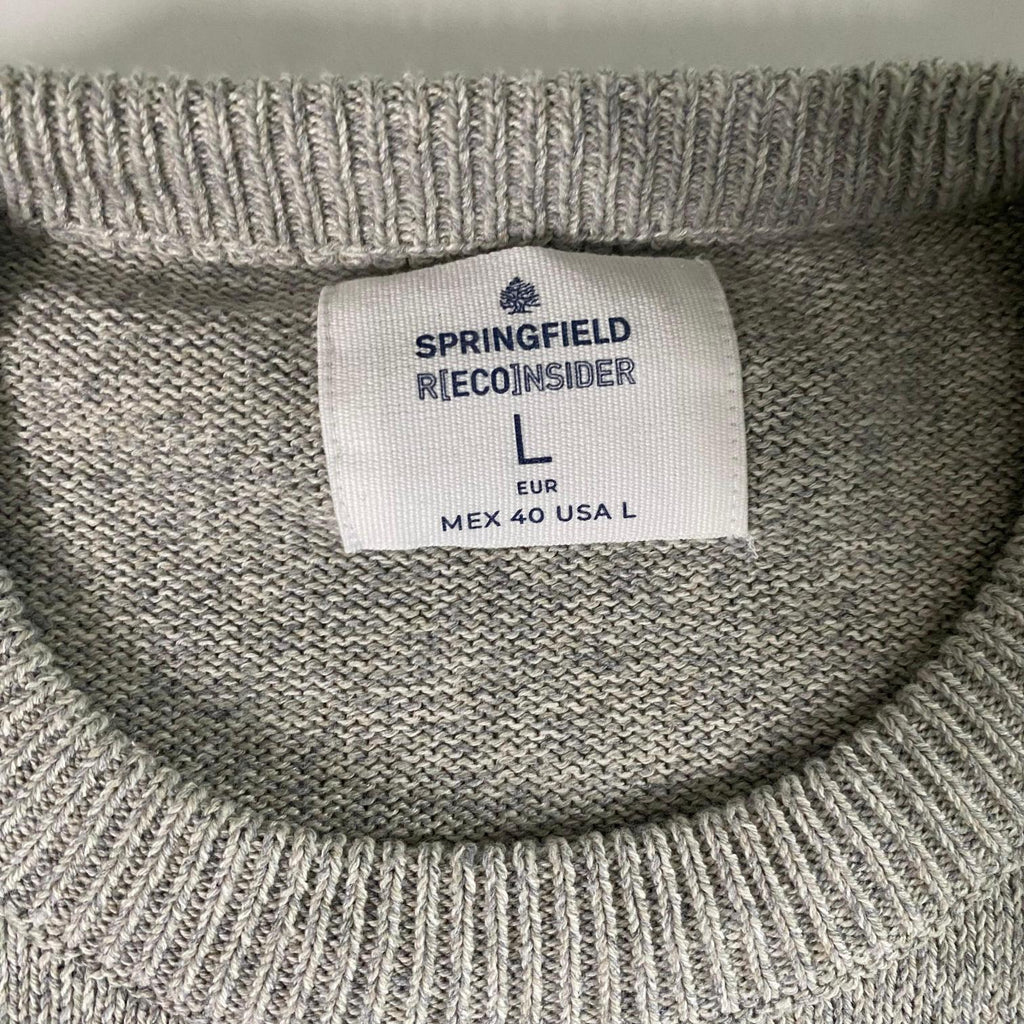 SPRINGFIELD
R[ECO]NSIDER
L
EUR
MEX 40 USA L